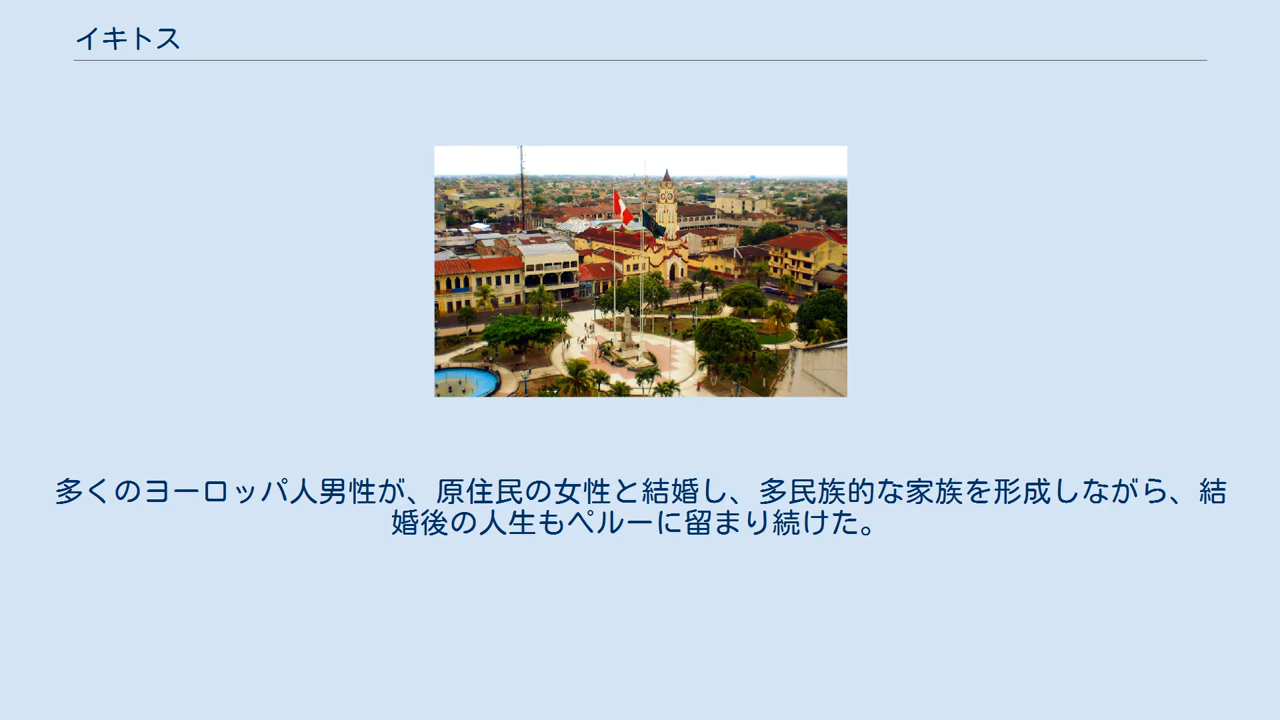 イキトス
多くのヨーロッパ人男性が、原住民の女性と結婚し、多民族的な家族を形成しながら、結
婚後の人生もペルーに留まり続けた。